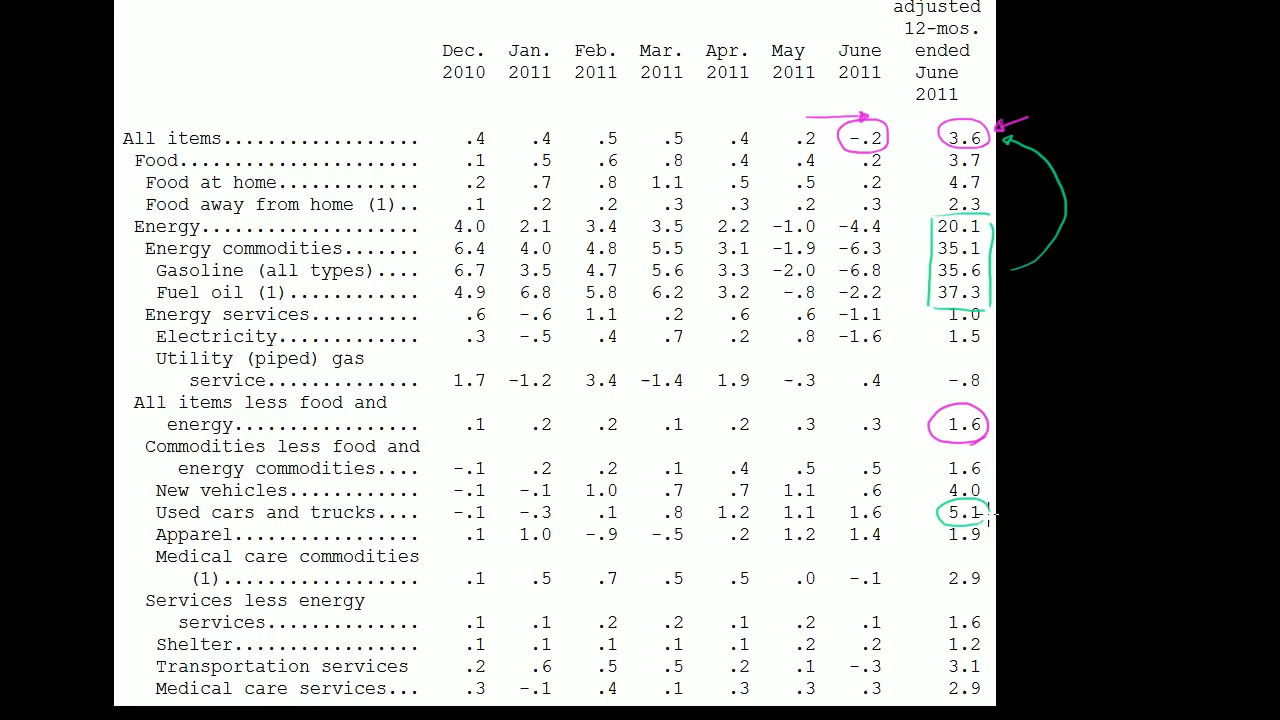 adjusted
12-mos.
Dec. Jan. Feb. Mar. Apr. May June ended
2010 2011 2011 2011 2011 2011 2011 June
2011
All items.................. .4 .4 .5 .5 .4 .2 -.2 3.6
Food...................... .1 .5 .6 .8 .4 .4 .2 3.7
Food at home............. .2 .7 .8 1.1 .5 .5 .2 4.7
Food away from home (1).. .1 .2 .2 .3 .3 .2 .3 2.3
Energy.................... 4.0 2.1 3.4 3.5 2.2 -1.0 -4.4 20.1
Energy commodities....... 6.4 4.0 4.8 5.5 3.1 -1.9 -6.3 35.1
Gasoline (all types).... 6.7 3.5 4.7 5.6 3.3 -2.0 -6.8 35.6
Fuel oil (1)............ 4.9 6.8 5.8 6.2 3.2 -.8 -2.2 37.3
Energy services.......... .6 -.6 1.1 .2 .6 .6 -1.1 1.0
Electricity............. .3 -.5 .4 .7 .2 .8 -1.6 1.5
Utility (piped) gas
service.............. 1.7 -1.2 3.4 -1.4 1.9 -.3 .4 -.8
All items less food and
energy................. .1 .2 .2 .1 .2 .3 .3 1.6
Commodities less food and
energy commodities.... -.1 .2 .2 .1 .4 .5 .5 1.6
New vehicles............ -.1 -.1 1.0 .7 .7 1.1 .6 4.0
Used cars and trucks.... -.1 -.3 .1 .8 1.2 1.1 1.6 5.1
Apparel................. .1 1.0 -.9 -.5 .2 1.2 1.4 1.9
Medical care commodities
(1).................. .1 .5 .7 .5 .5 .0 -.1 2.9
Services less energy
services.............. .1 .1 .2 .2 .1 .2 .1 1.6
Shelter................. .1 .1 .1 .1 .1 .2 .2 1.2
Transportation services .2 .6 .5 .5 .2 .1 -.3 3.1
Medical care services... .3 -.1 .4 .1 .3 .3 .3 2.9